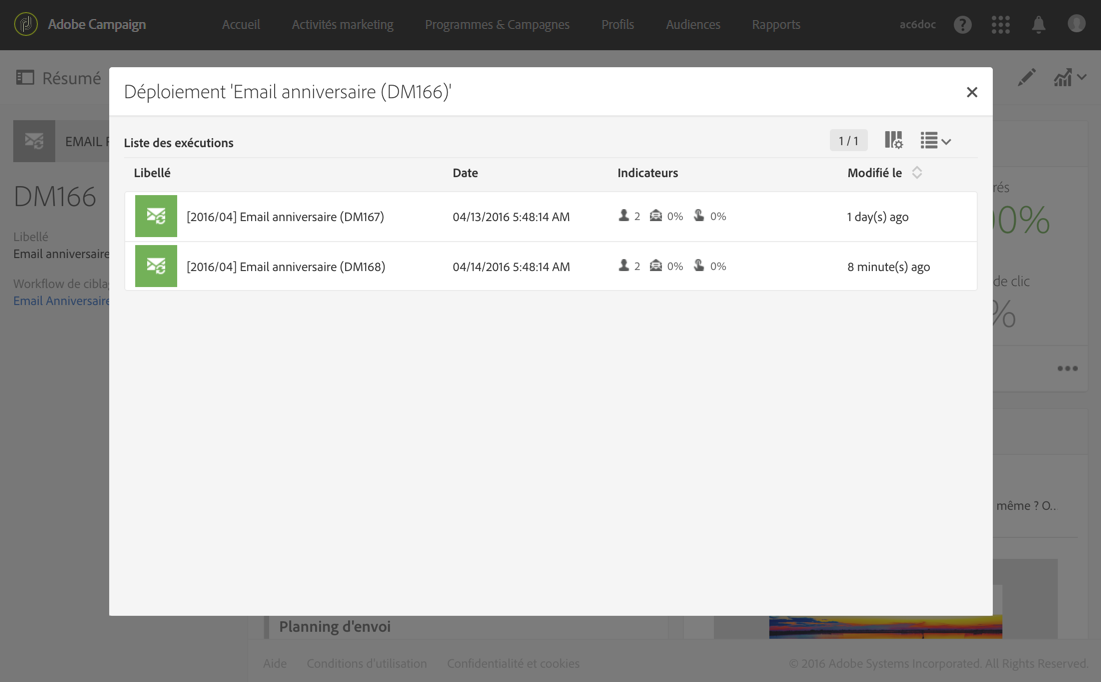 Adobe Campaign Accueil Activités marketing Programmes & Campagnes Profils Audiences Rapports ac6doc ?
Résumé
Déploiement 'Email anniversaire (DM166)'
EMAIL
Liste des exécutions 1 / 1
Libellé Date Indicateurs Modifié le
DM166
[2016/04] Email anniversaire (DM167) 04/13/2016 5:48:14 AM 2 0% 0% 1 day(s) ago
Libellé
Email anniversaire
[2016/04] Email anniversaire (DM168) 04/14/2016 5:48:14 AM 2 0% 0% 8 minute(s) ago
Workflow de cibla
Email Anniversaire
rés
00%
de clic
%
même ? O..
Planning d'envoi
Aide Conditions d'utilisation Confidentialité et cookies © 2016 Adobe Systems Incorporated. All Rights Reserved.